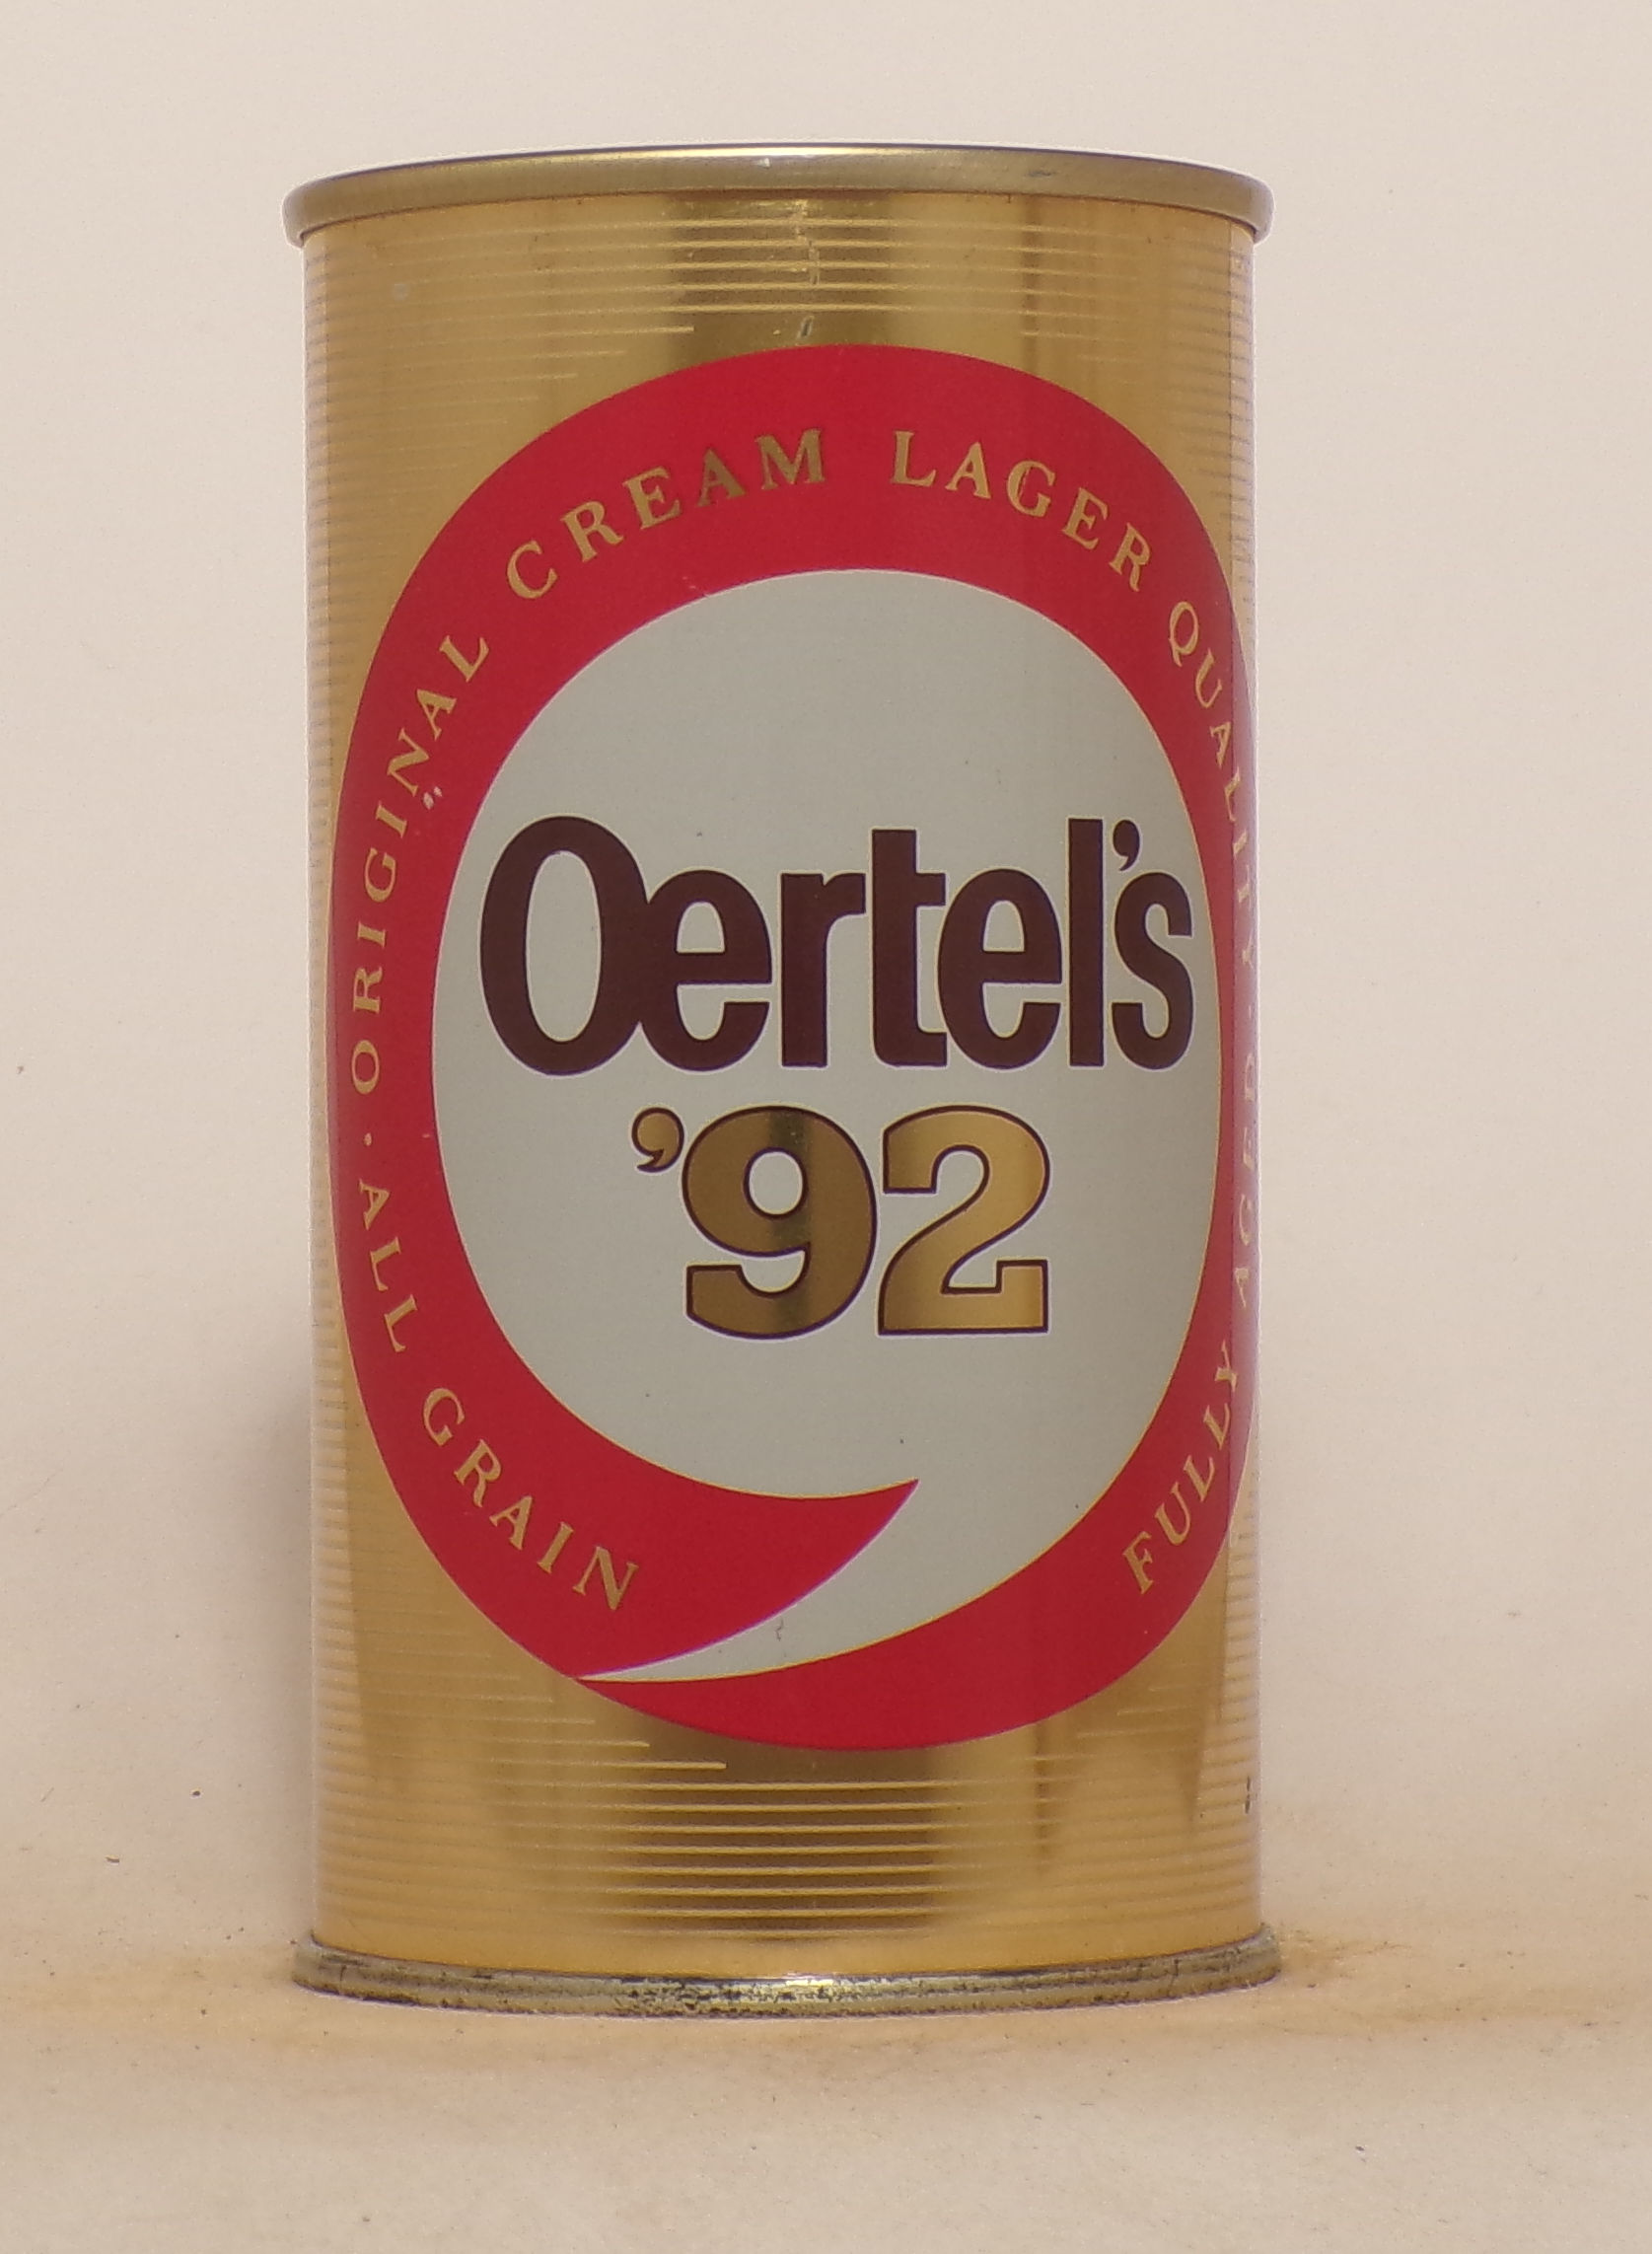 ALL GRAIN · ORIGINAL CREAM LAGER QUALITY · FULLY AGED
Oertel's
'92